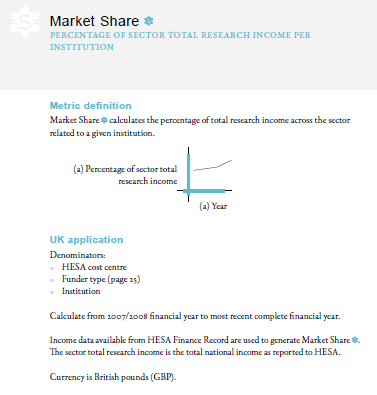 Market Share
PERCENTAGE OF SECTOR TOTAL RESEARCH INCOME PER
INSTITUTION
Metric definition
Market Share calculates the percentage of total research income across the sector
related to a given institution.
(a) Percentage of sector total
research income
(a) Year
UK application
Denominators:
HESA cost centre
Funder type (page 25)
Institution
Calculate from 2007/2008 financial year to most recent complete financial year.
Income data available from HESA Finance Record are used to generate Market Share.
The sector total research income is the total national income as reported to HESA.
Currency is British pounds (GBP).